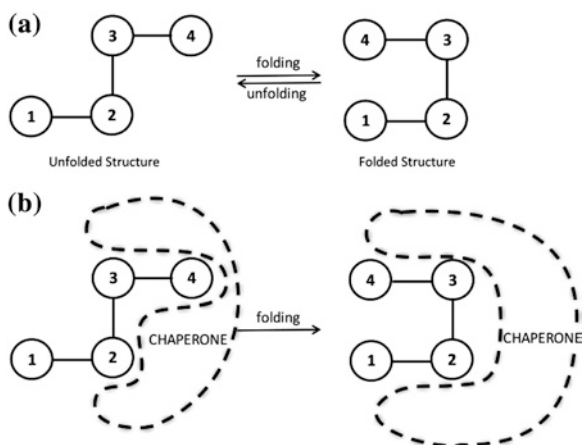 (a)
3 4
1 2
Unfolded Structure
folding
unfolding
4 3
1 2
Folded Structure
(b)
3 4
1 2
CHAPERONE
folding
4 3
1 2
CHAPERONE